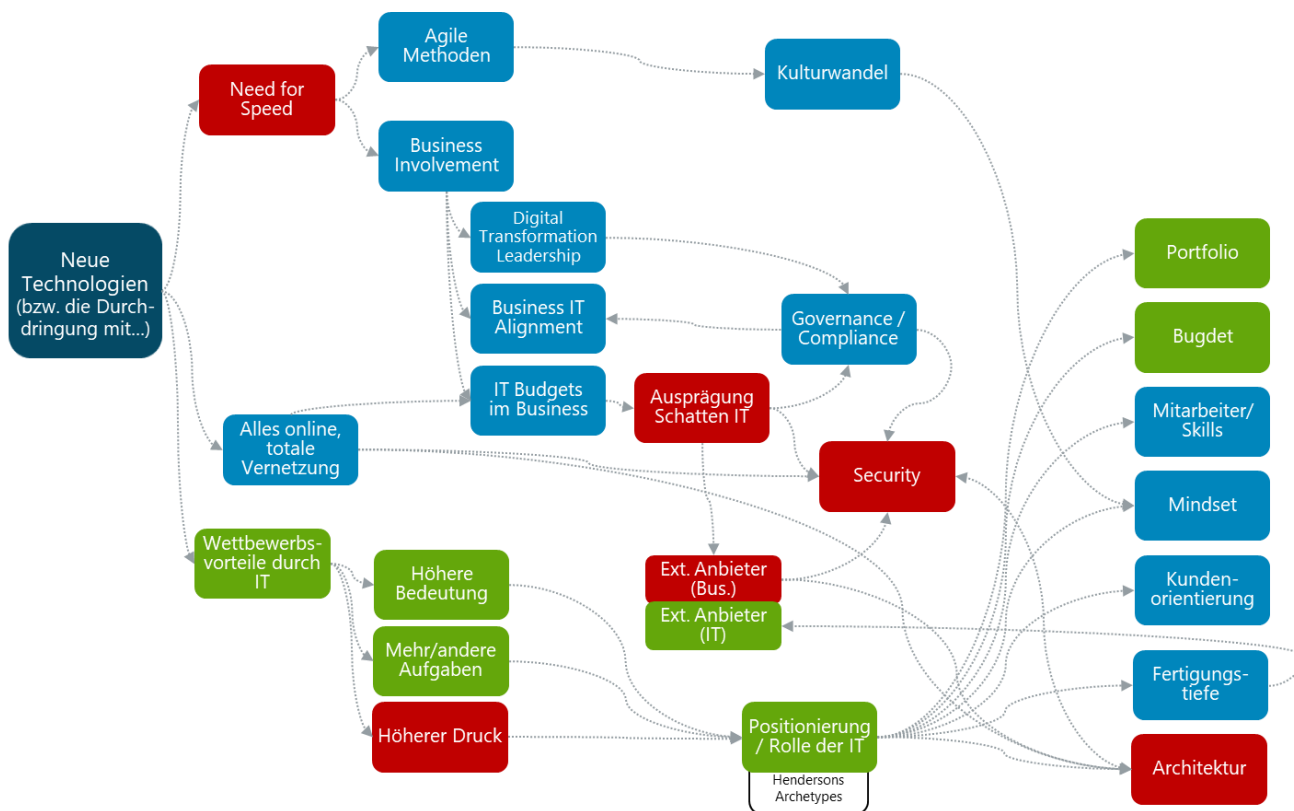 Neue
Technologien
(bzw. die Durch-
dringung mit...)
Need for
Speed
Agile
Methoden
Kulturwandel
Business
Involvement
Digital
Transformation
Leadership
Business IT
Alignment
IT Budgets
im Business
Governance /
Compliance
Ausprägung
Schatten IT
Alles online,
totale
Vernetzung
Security
Wettbewerbs-
vorteile durch
IT
Höhere
Bedeutung
Mehr/andere
Aufgaben
Höherer Druck
Ext. Anbieter
(Bus.)
Ext. Anbieter
(IT)
Positionierung
/ Rolle der IT
Hendersons
Archetypes
Portfolio
Bugdet
Mitarbeiter/
Skills
Mindset
Kunden-
orientierung
Fertigungs-
tiefe
Architektur